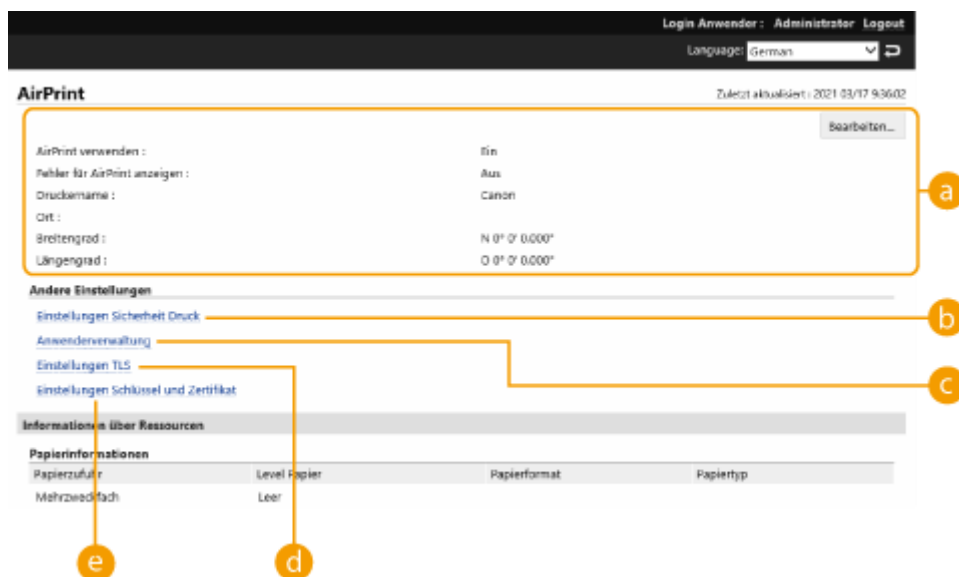 Login Anwender : Administrator Logout
Language: German
AirPrint
Zuletzt aktualisiert : 2021 03/17 9:36:02
Bearbeiten...
AirPrint verwenden : Ein
Fehler für AirPrint anzeigen : Aus
Druckername : Canon
Ort :
Breitengrad : N 0° 0' 0.000"
Längengrad : O 0° 0' 0.000"
a
Andere Einstellungen
Einstellungen Sicherheit Druck
b
Anwenderverwaltung
Einstellungen TLS
c
Einstellungen Schlüssel und Zertifikat
Informationen über Ressourcen
Papierinformationen
Papierzufuhr Level Papier Papierformat Papiertyp
Mehrzweckfach Leer
e d